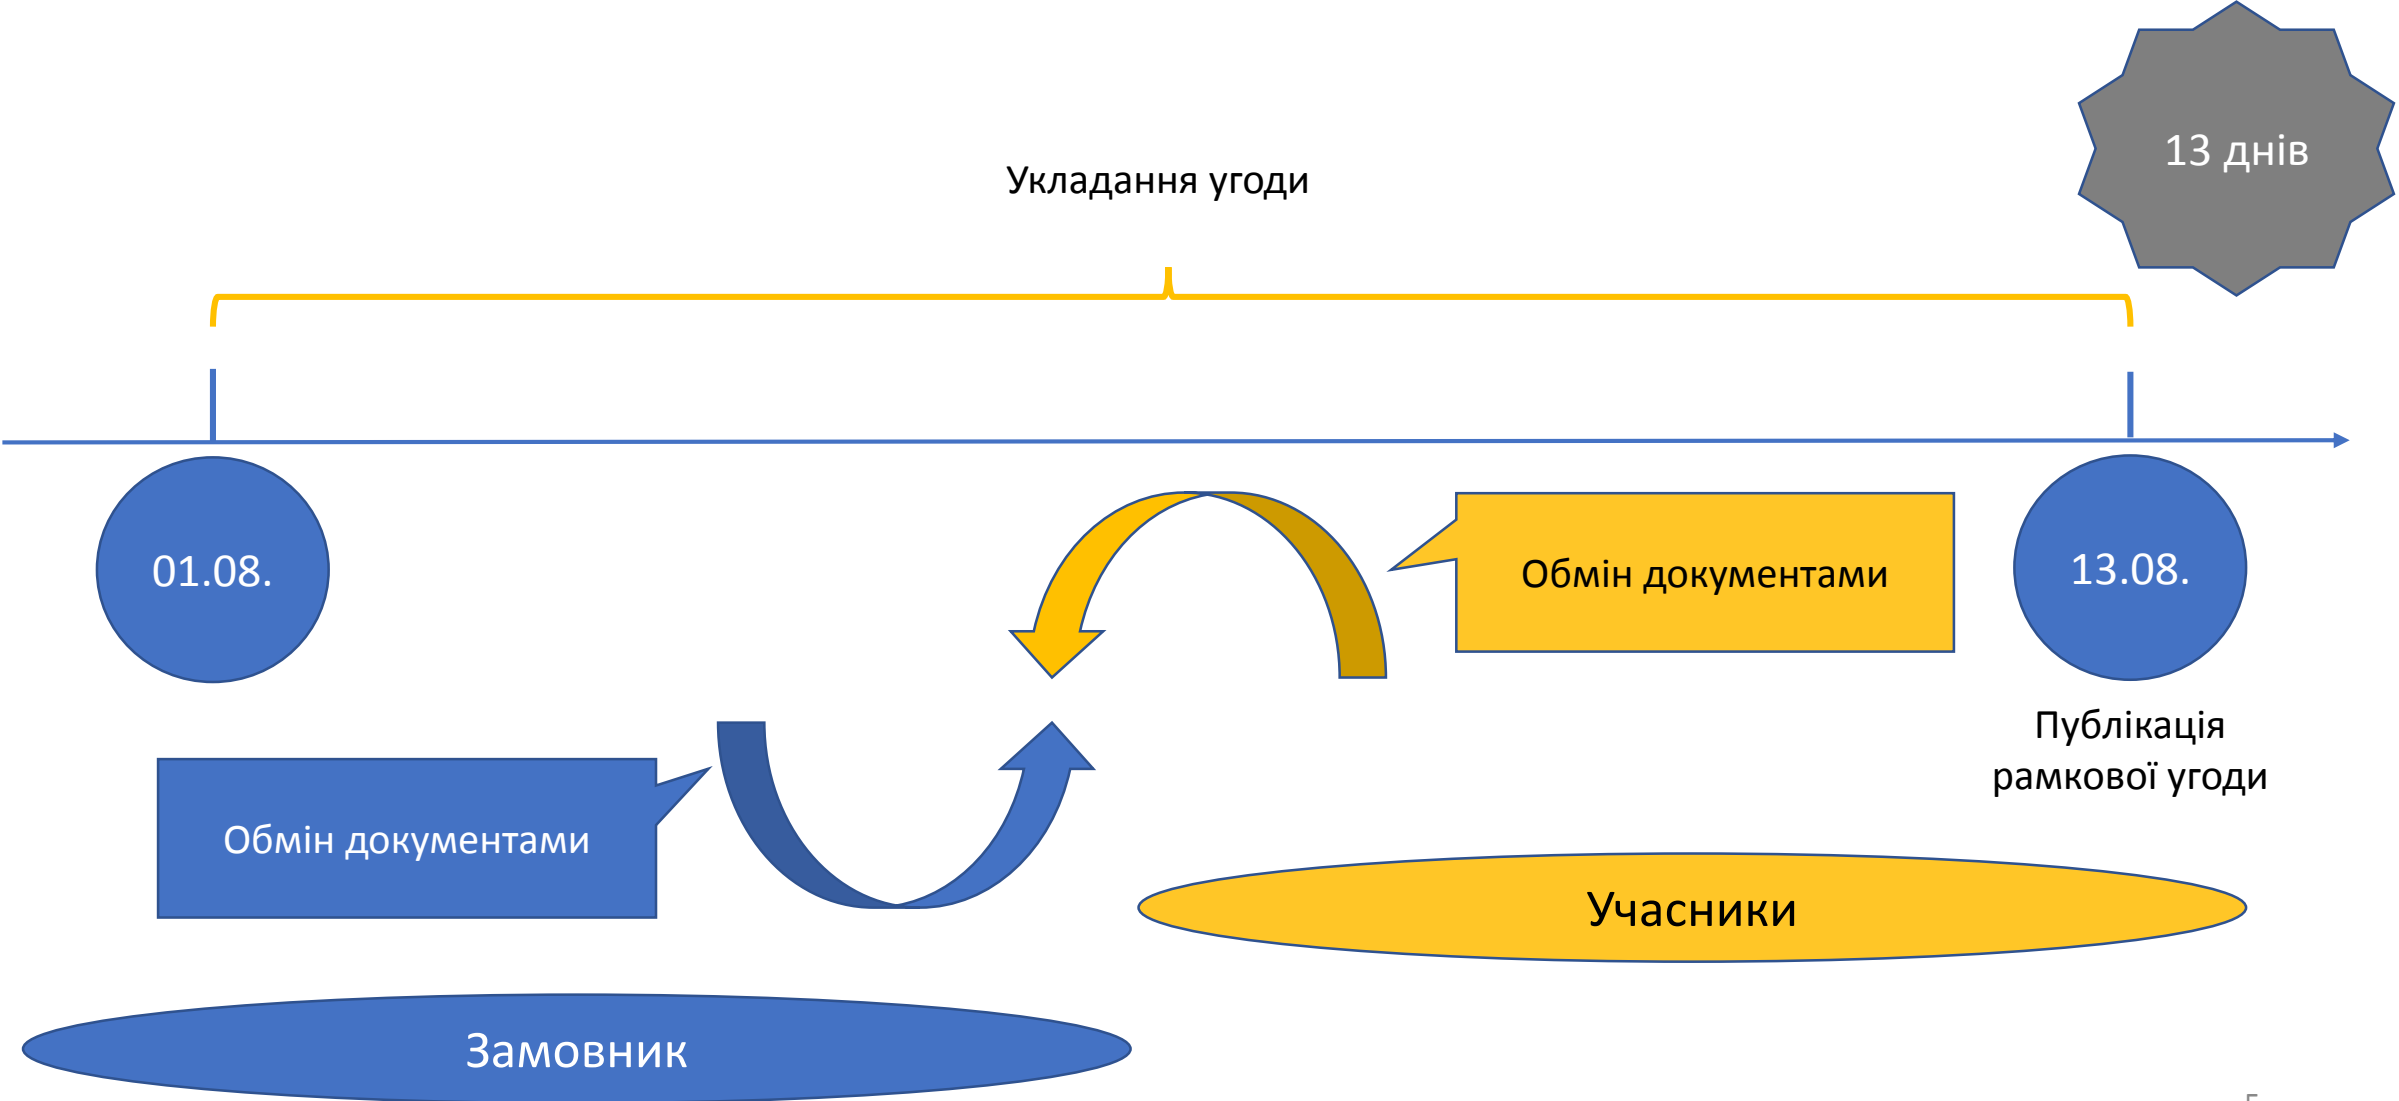 13 днів
Укладання угоди
01.08.
Обмін документами
13.08.
Публікація
рамкової угоди
Обмін документами
Учасники
Замовник